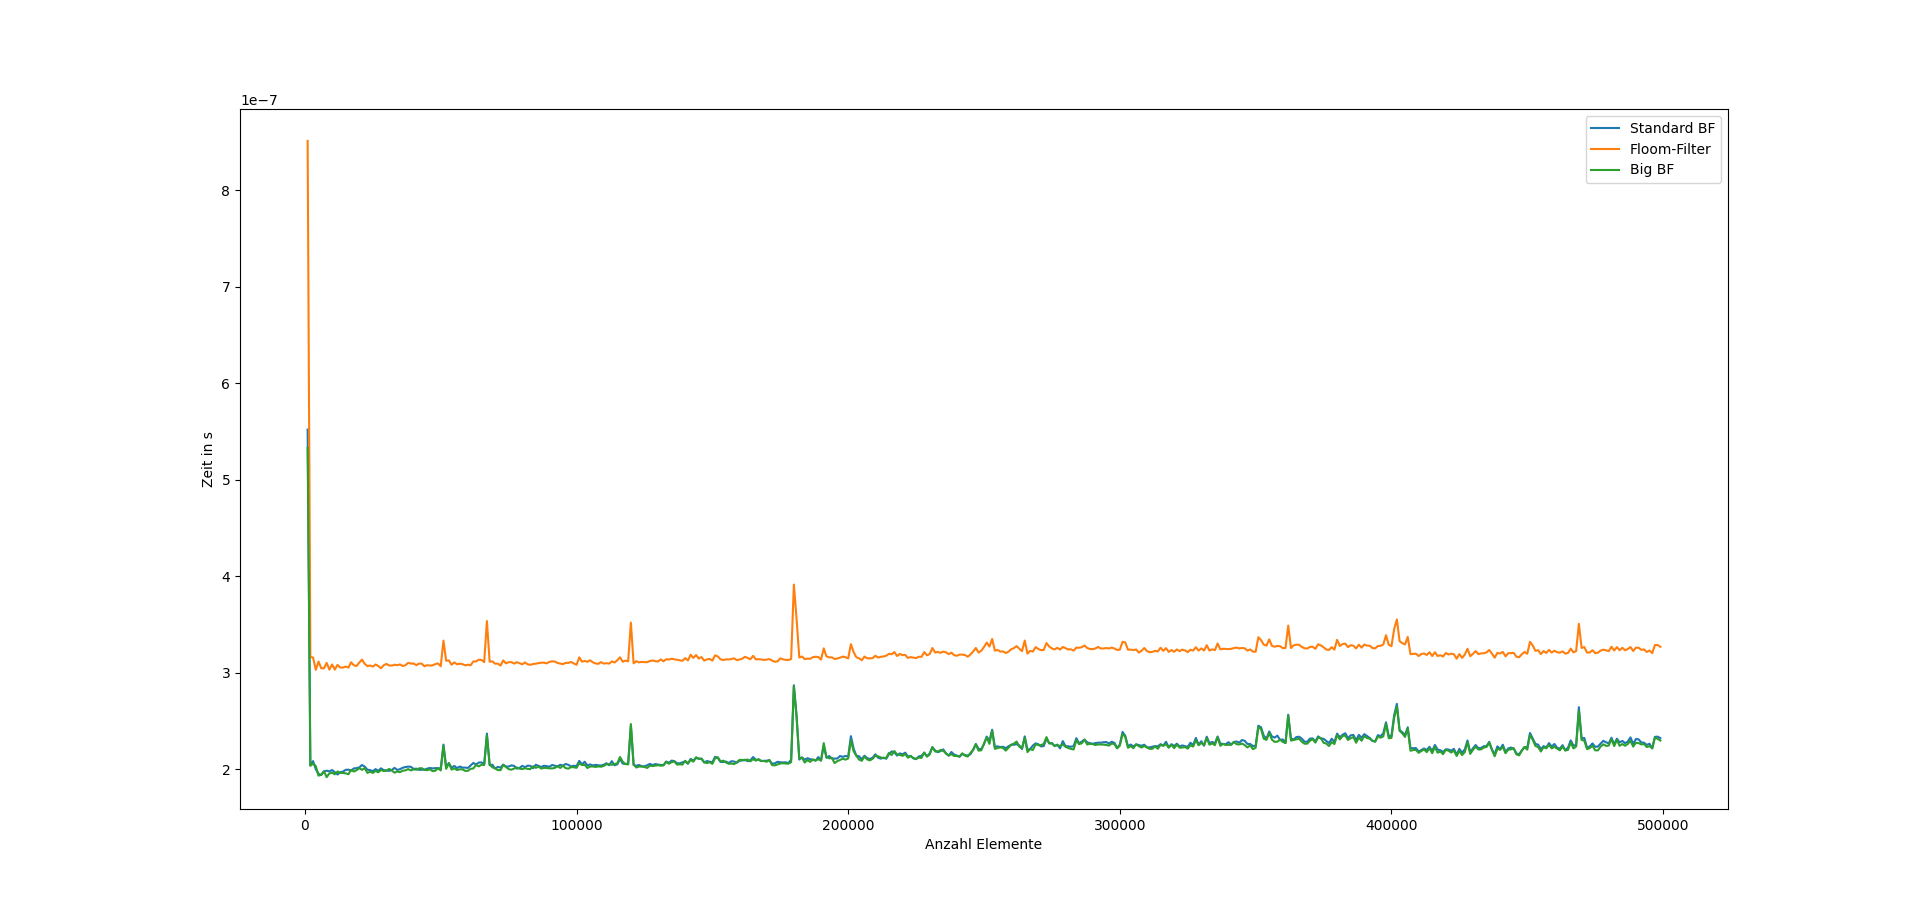 1e−7
Standard BF
Floom-Filter
Big BF
8
7
6
5
4
3
2
Zeit in s
0
100000
200000
300000
400000
500000
Anzahl Elemente